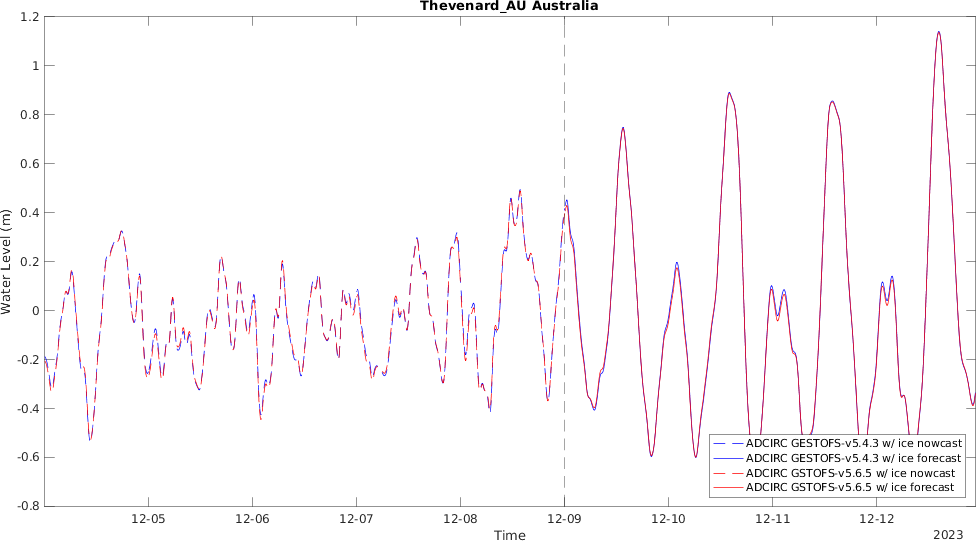 Thevenard_AU Australia
1.2
1
0.8
0.6
0.4
0.2
0
-0.2
-0.4
-0.6
-0.8
Water Level (m)
ADCIRC GESTOFS-v5.4.3 w/ ice nowcast
ADCIRC GESTOFS-v5.4.3 w/ ice forecast
ADCIRC GSTOFS-v5.6.5 w/ ice nowcast
ADCIRC GSTOFS-v5.6.5 w/ ice forecast
12-05 12-06 12-07 12-08 12-09 12-10 12-11 12-12
Time
2023